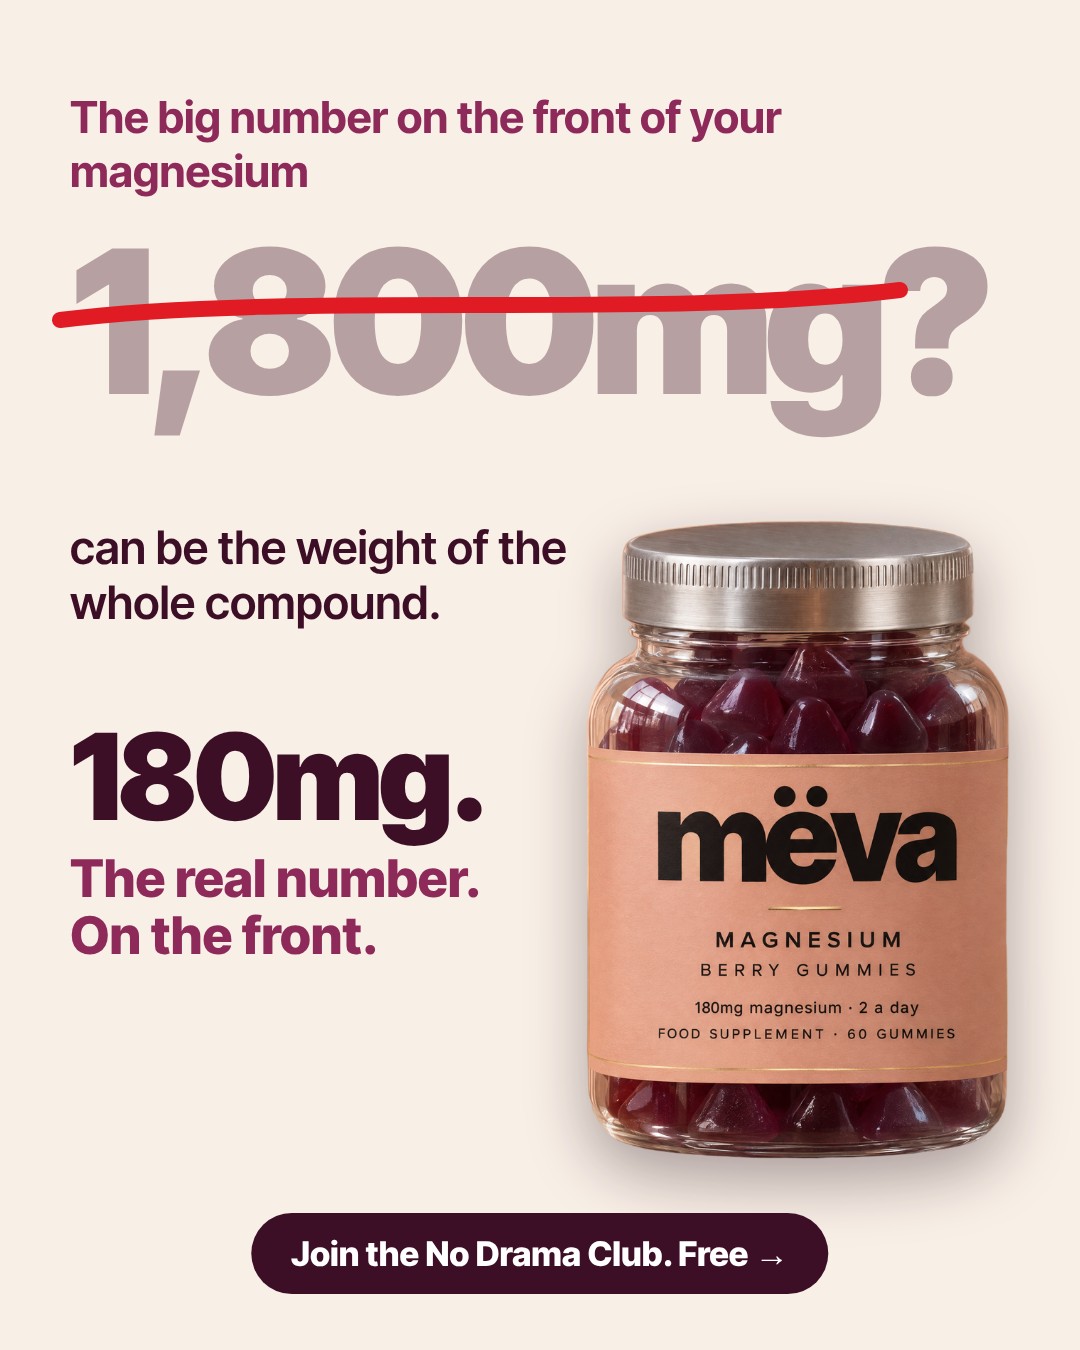 The big number on the front of your
magnesium
1,800mg?
can be the weight of the
whole compound.
180mg.
The real number.
On the front.
mëva
MAGNESIUM
BERRY GUMMIES
180mg magnesium · 2 a day
FOOD SUPPLEMENT · 60 GUMMIES
Join the No Drama Club. Free →